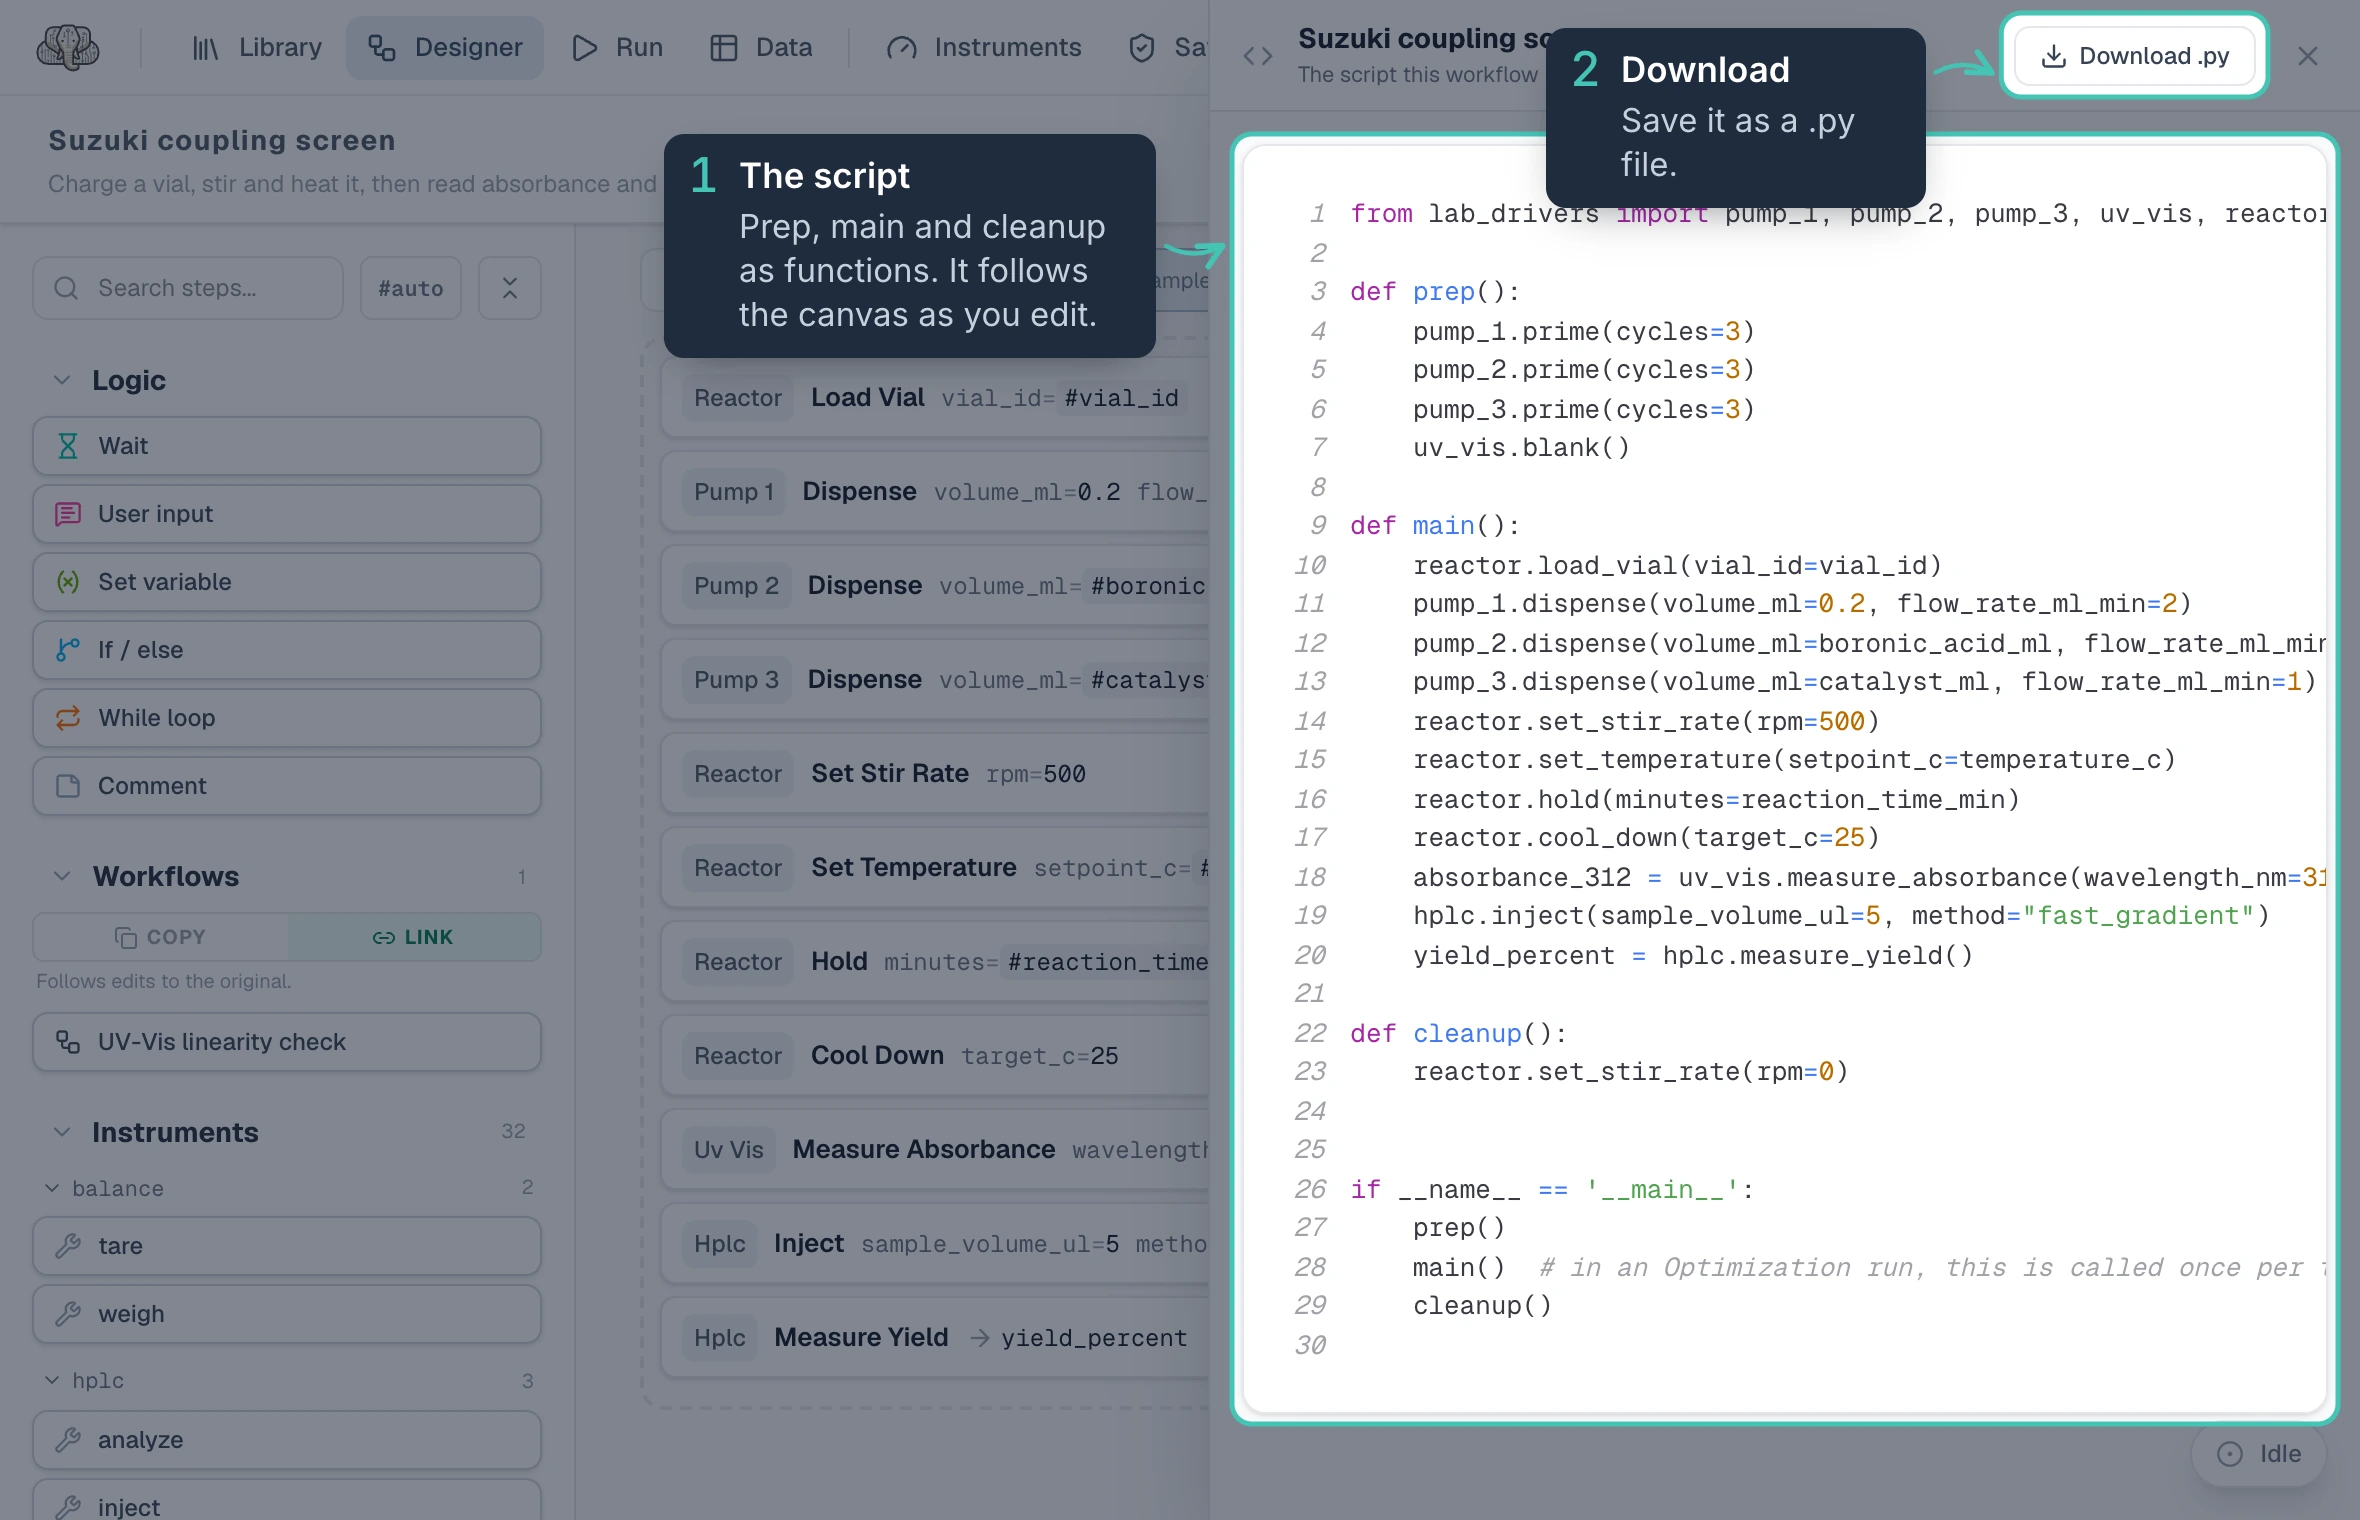 Library
Designer
Run
Data
Instruments
Suzuki coupling
The script this workflow
Download .py
2 Download
Save it as a .py
file.
Suzuki coupling screen
Charge a vial, stir and heat it, then read absorbance and
1 The script
Prep, main and cleanup
as functions. It follows
the canvas as you edit.
Search steps...
#auto
Logic
Wait
User input
Set variable
If / else
While loop
Comment
Workflows 1
COPY
LINK
Follows edits to the original.
UV-Vis linearity check
Instruments 32
balance 2
tare
weigh
hplc 3
analyze
inject
Reactor Load Vial vial_id= #vial_id
Pump 1 Dispense volume_ml=0.2 flow_
Pump 2 Dispense volume_ml= #boronic
Pump 3 Dispense volume_ml= #catalys
Reactor Set Stir Rate rpm=500
Reactor Set Temperature setpoint_c= #
Reactor Hold minutes= #reaction_time
Reactor Cool Down target_c=25
Uv Vis Measure Absorbance wavelength
Hplc Inject sample_volume_ul=5 metho
Hplc Measure Yield → yield_percent
1 from lab_drivers import pump_1, pump_2, pump_3, uv_vis, reactor
2
3 def prep():
4 pump_1.prime(cycles=3)
5 pump_2.prime(cycles=3)
6 pump_3.prime(cycles=3)
7 uv_vis.blank()
8
9 def main():
10 reactor.load_vial(vial_id=vial_id)
11 pump_1.dispense(volume_ml=0.2, flow_rate_ml_min=2)
12 pump_2.dispense(volume_ml=boronic_acid_ml, flow_rate_ml_min
13 pump_3.dispense(volume_ml=catalyst_ml, flow_rate_ml_min=1)
14 reactor.set_stir_rate(rpm=500)
15 reactor.set_temperature(setpoint_c=temperature_c)
16 reactor.hold(minutes=reaction_time_min)
17 reactor.cool_down(target_c=25)
18 absorbance_312 = uv_vis.measure_absorbance(wavelength_nm=31
19 hplc.inject(sample_volume_ul=5, method="fast_gradient")
20 yield_percent = hplc.measure_yield()
21
22 def cleanup():
23 reactor.set_stir_rate(rpm=0)
24
25
26 if __name__ == '__main__':
27 prep()
28 main() # in an Optimization run, this is called once per
29 cleanup()
30
Idle